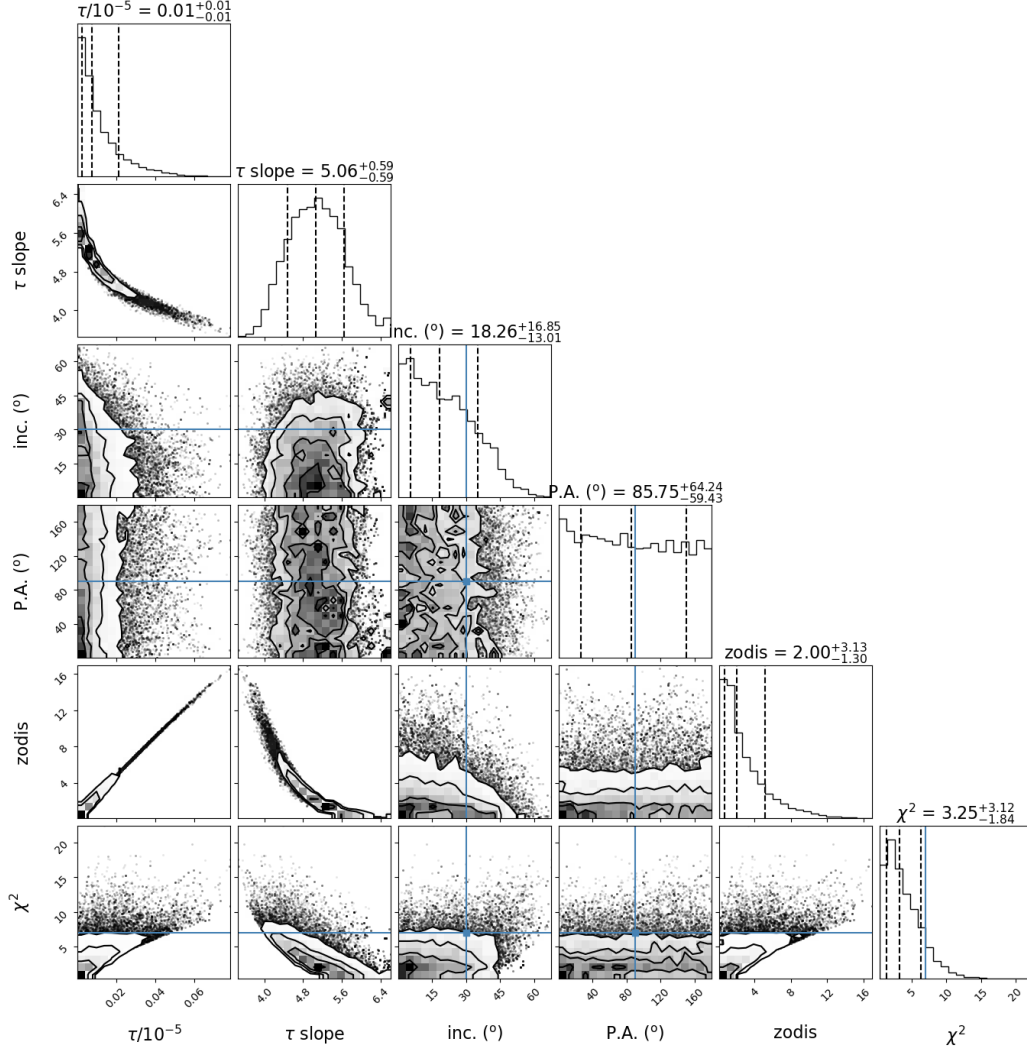 τ/10⁻⁵ = 0.01 +0.01 −0.01
τ slope = 5.06 +0.59 −0.59
6.4
5.6
4.8
4.0
τ slope
inc. (º) = 18.26 +16.85 −13.01
60
45
30
15
inc. (º)
P.A. (º) = 85.75 +64.24 −59.43
160
120
80
40
P.A. (º)
zodis = 2.00 +3.13 −1.30
16
12
8
4
zodis
χ² = 3.25 +3.12 −1.84
20
15
10
5
χ²
0.02 0.04 0.06 4.0 4.8 5.6 6.4 15 30 45 60 40 80 120 160 4 8 12 16 5 10 15 20
τ/10⁻⁵ τ slope inc. (º) P.A. (º) zodis χ²